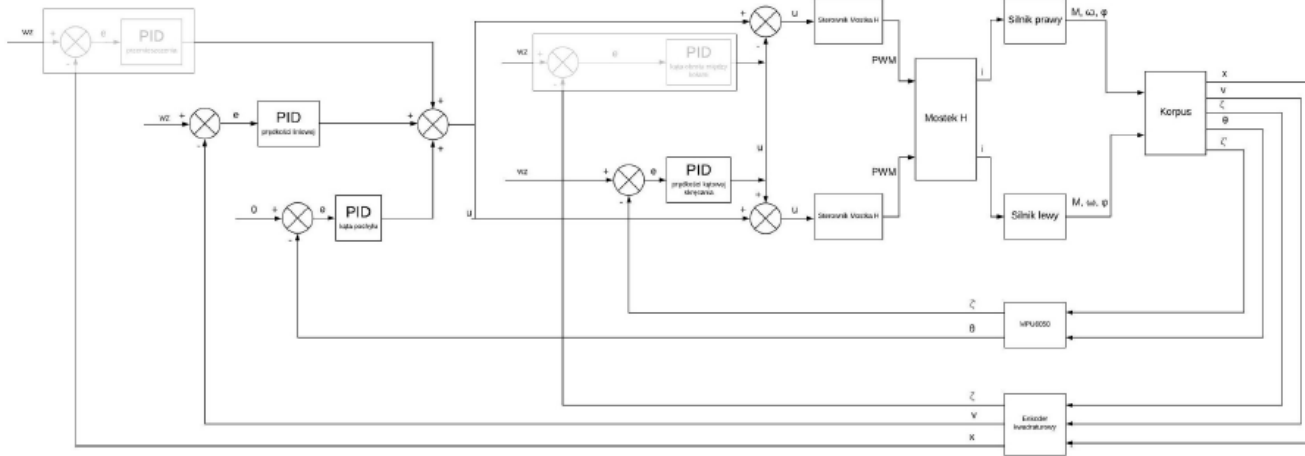 wz
+
-
e
PID
przemieszczenia
wz
+
-
e
PID
prędkości liniowej
0
+
-
e
PID
kąta pochyłu
+
+
+
u
wz
+
-
e
PID
wz
+
-
e
PID
prędkości kątowej
skręcania
u
+
-
u
+
+
u
Sterownik Mostka H
PWM
Sterownik Mostka H
PWM
Mostek H
i
i
Silnik prawy
M, ω, φ
Silnik lewy
M, ω, φ
Korpus
x
v
ζ
θ
ζ
ζ
θ
MPU6050
ζ
v
x
Enkoder
kwadraturowy